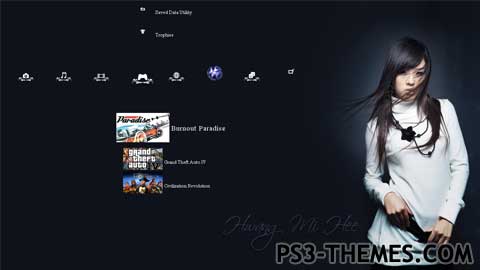 Saved Data Utility
Trophies
Paradise
Burnout Paradise
grand
theft
auto
IV
Grand Theft Auto IV
Civilization Revolution
Hwang Mi Hee
PS3-THEMES.COM